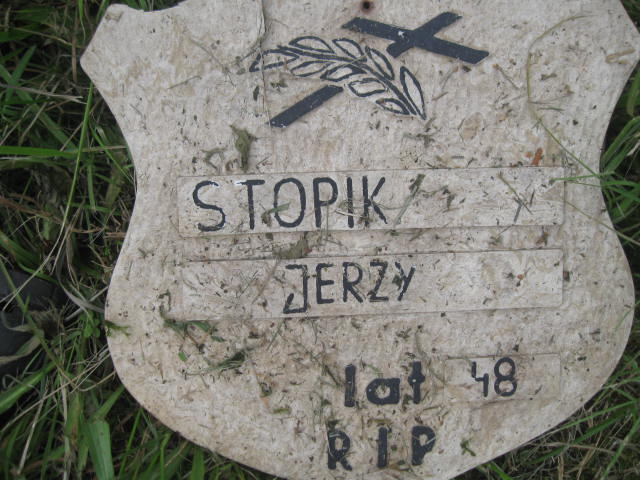 STOPIK
JERZY
lat 48
RIP